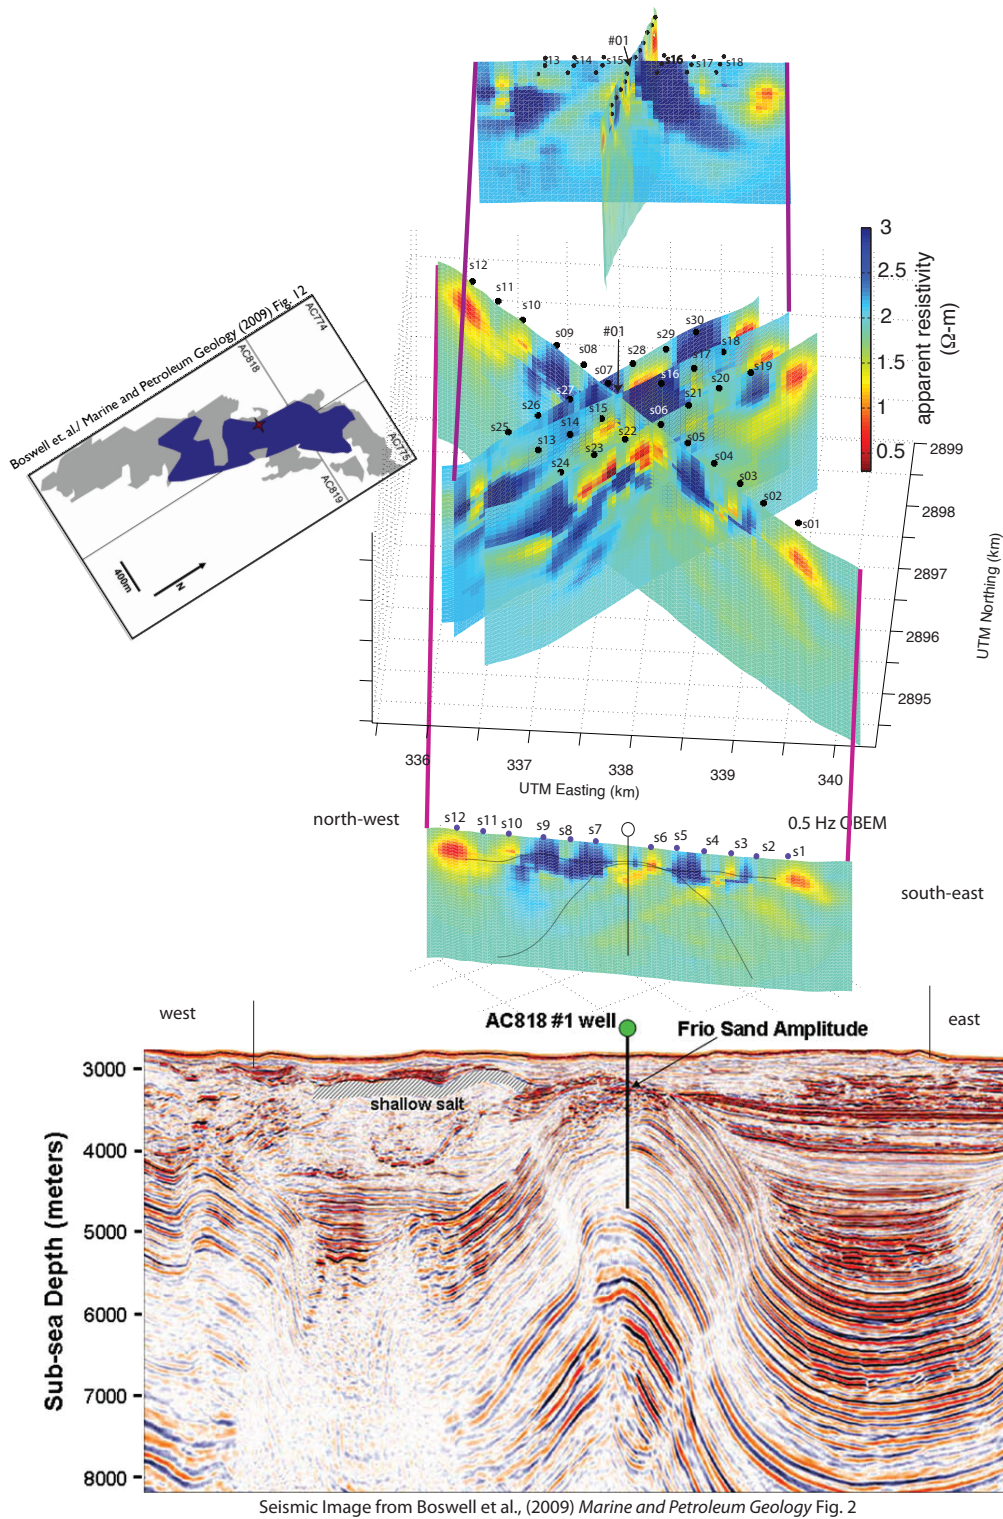 #01
s13
s14
s15
s16
s17
s18
3
2.5
2
1.5
1
0.5
apparent resistivity
(Ω-m)
Boswell et. al./ Marine and Petroleum Geology (2009) Fig. 12
AC774
AC818
AC775
AC819
400m
N
s12
s11
s10
s09
s08
s07
#01
s28
s29
s30
s17
s18
s19
s20
s16
s21
s06
s27
s26
s15
s14
s25
s13
s22
s23
s24
s05
s04
s03
s02
s01
2899
2898
2897
2896
2895
UTM Northing (km)
336
337
338
339
340
UTM Easting (km)
north-west
0.5 Hz OBEM
s12
s11
s10
s9
s8
s7
s6
s5
s4
s3
s2
s1
south-east
west
AC818 #1 well
Frio Sand Amplitude
east
shallow salt
Sub-sea Depth (meters)
3000
4000
5000
6000
7000
8000
Seismic Image from Boswell et al., (2009) Marine and Petroleum Geology Fig. 2